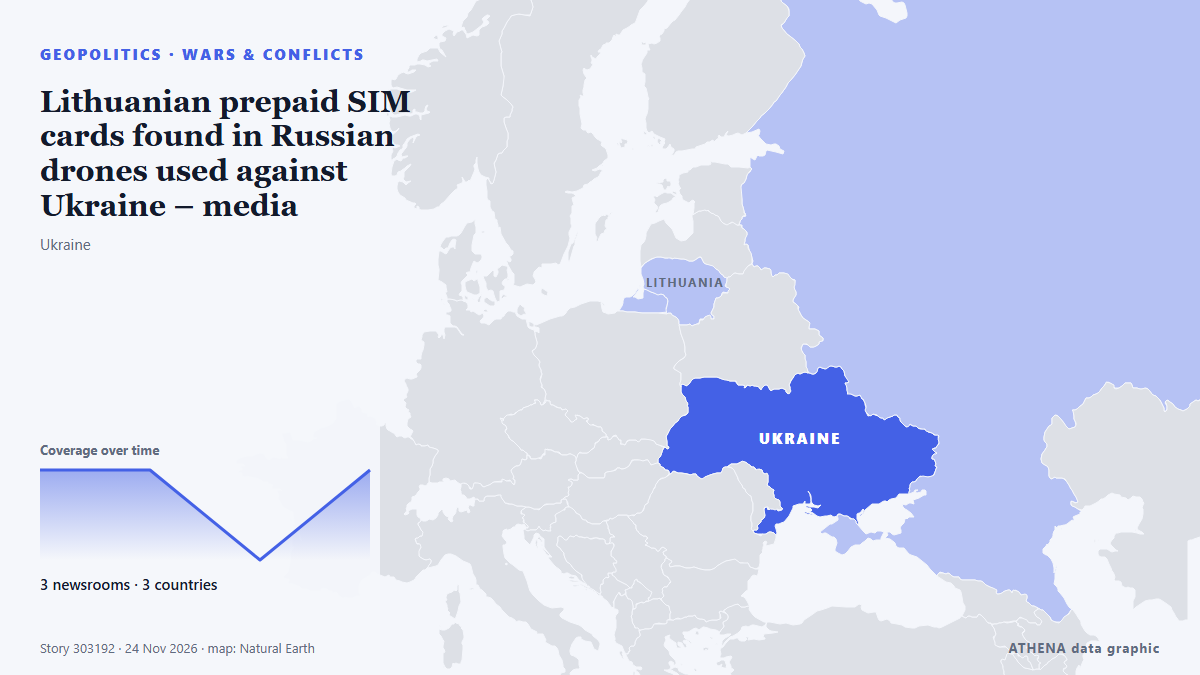 GEOPOLITICS · WARS & CONFLICTS
Lithuanian prepaid SIM
cards found in Russian
drones used against
Ukraine – media
Ukraine
LITHUANIA
UKRAINE
Coverage over time
3 newsrooms · 3 countries
Story 303192 · 24 Nov 2026 · map: Natural Earth
ATHENA data graphic